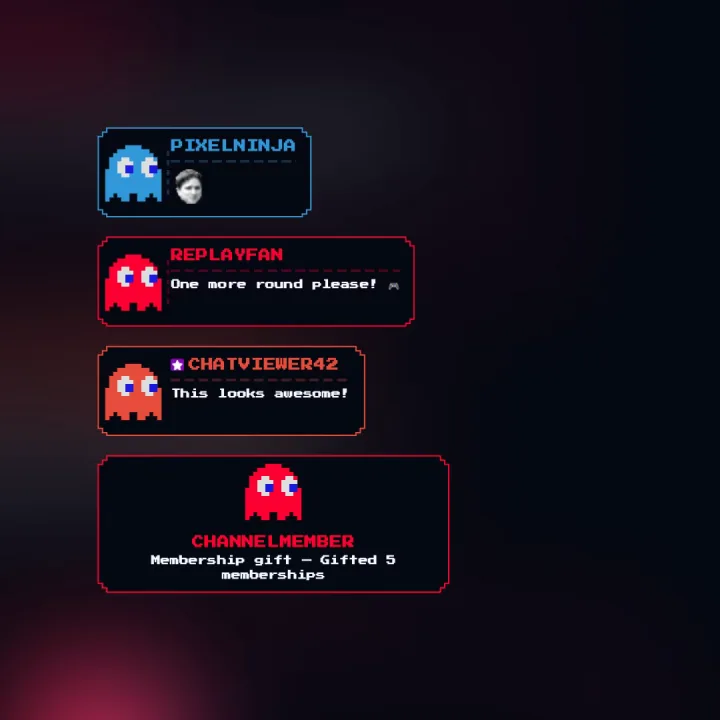 PIXELNINJA
REPLAYFAN
One more round please! 🎮
CHATVIEWER42
This looks awesome!
CHANNELMEMBER
Membership gift — Gifted 5
memberships